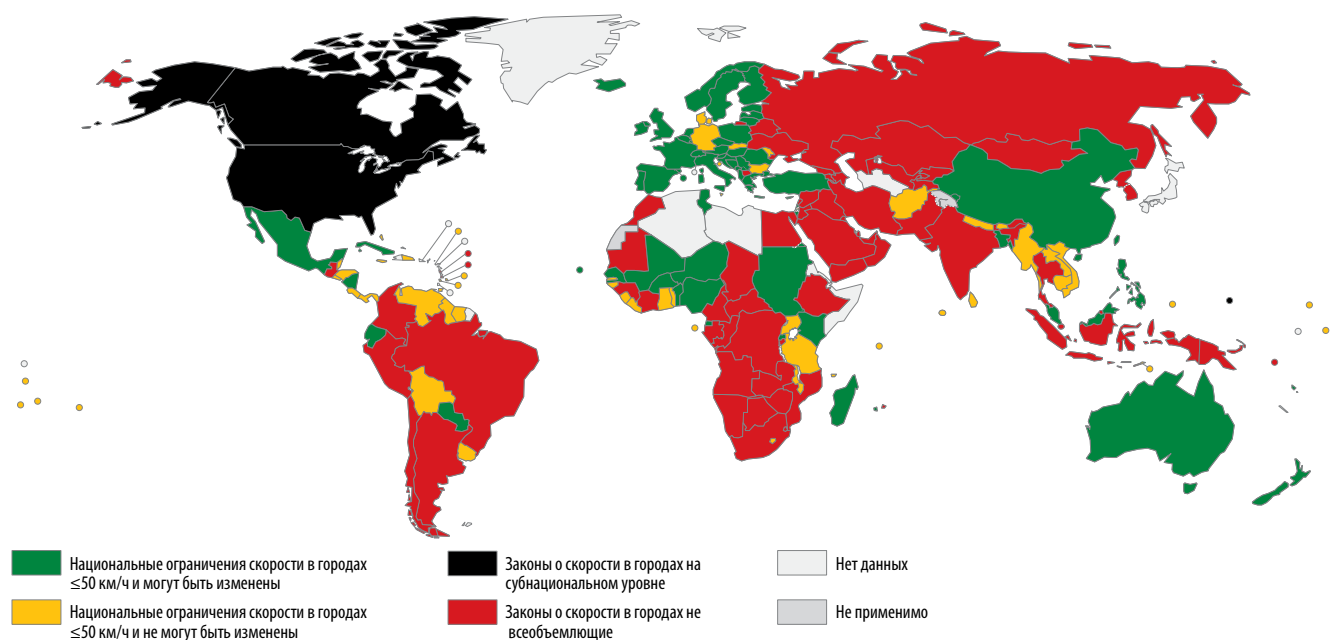 Национальные ограничения скорости в городах
≤50 км/ч и могут быть изменены
Национальные ограничения скорости в городах
≤50 км/ч и не могут быть изменены
Законы о скорости в городах на
субнациональном уровне
Законы о скорости в городах не
всеобъемлющие
Нет данных
Не применимо